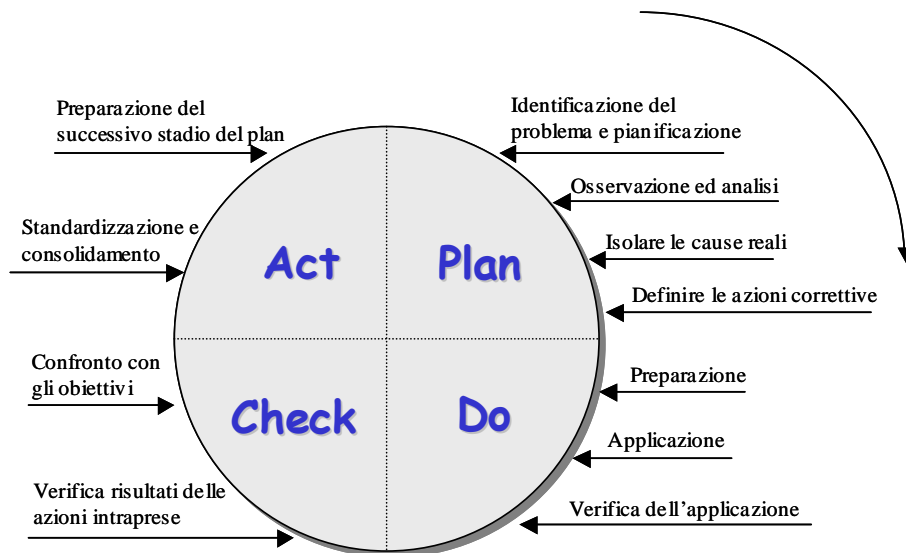 Preparazione del
successivo stadio del plan
Identificazione del
problema e pianificazione
Osservazione ed analisi
Standardizzazione e
consolidamento
Isolare le cause reali
Act
Plan
Definire le azioni correttive
Confronto con
gli obiettivi
Preparazione
Check
Do
Applicazione
Verifica risultati delle
azioni intraprese
Verifica dell'applicazione